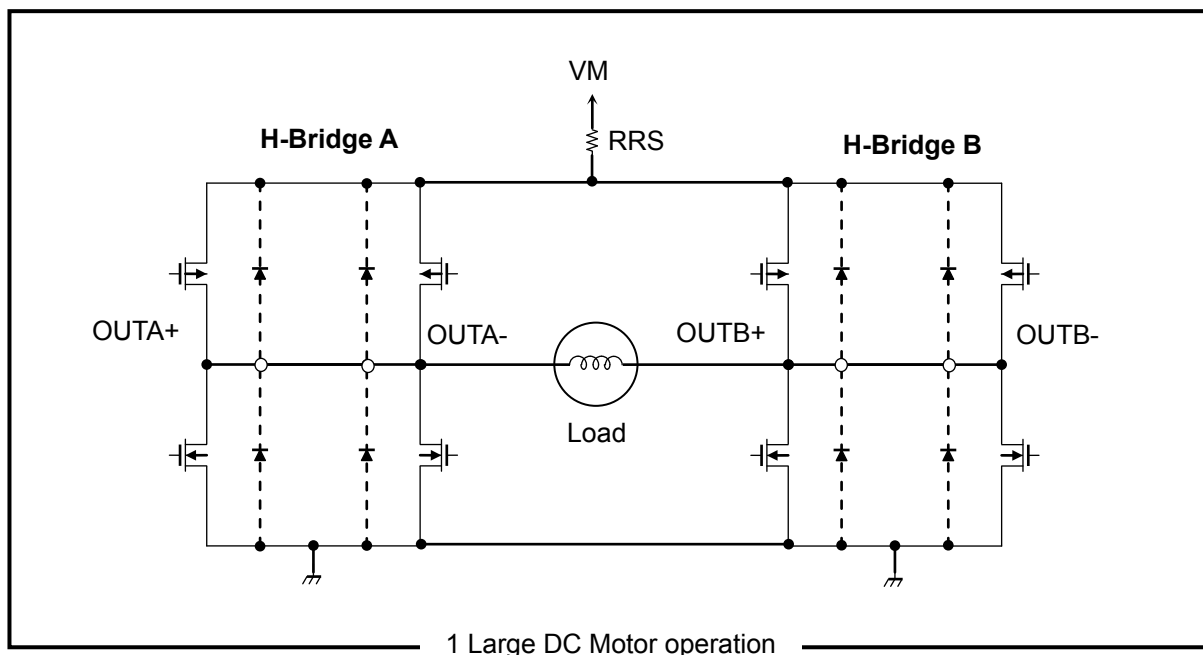 VM
H-Bridge A
RRS
H-Bridge B
OUTA+
OUTA-
OUTB+
OUTB-
Load
1 Large DC Motor operation